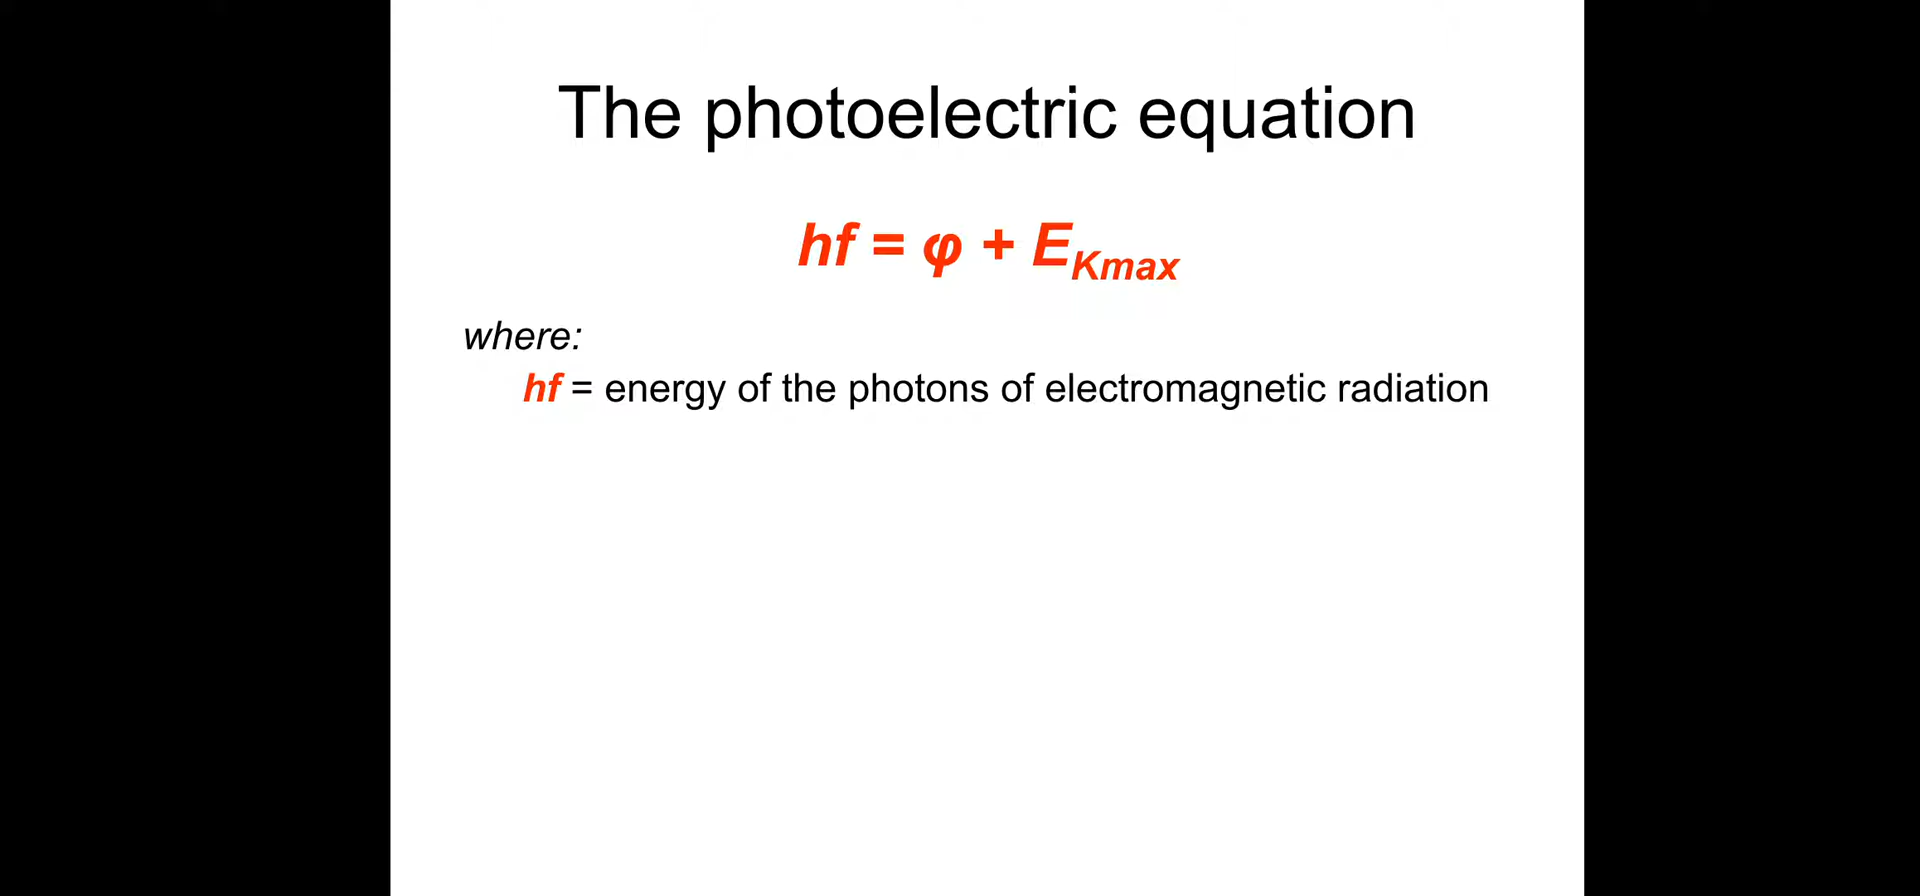 The photoelectric equation
hf = φ + EKmax
where:
hf = energy of the photons of electromagnetic radiation